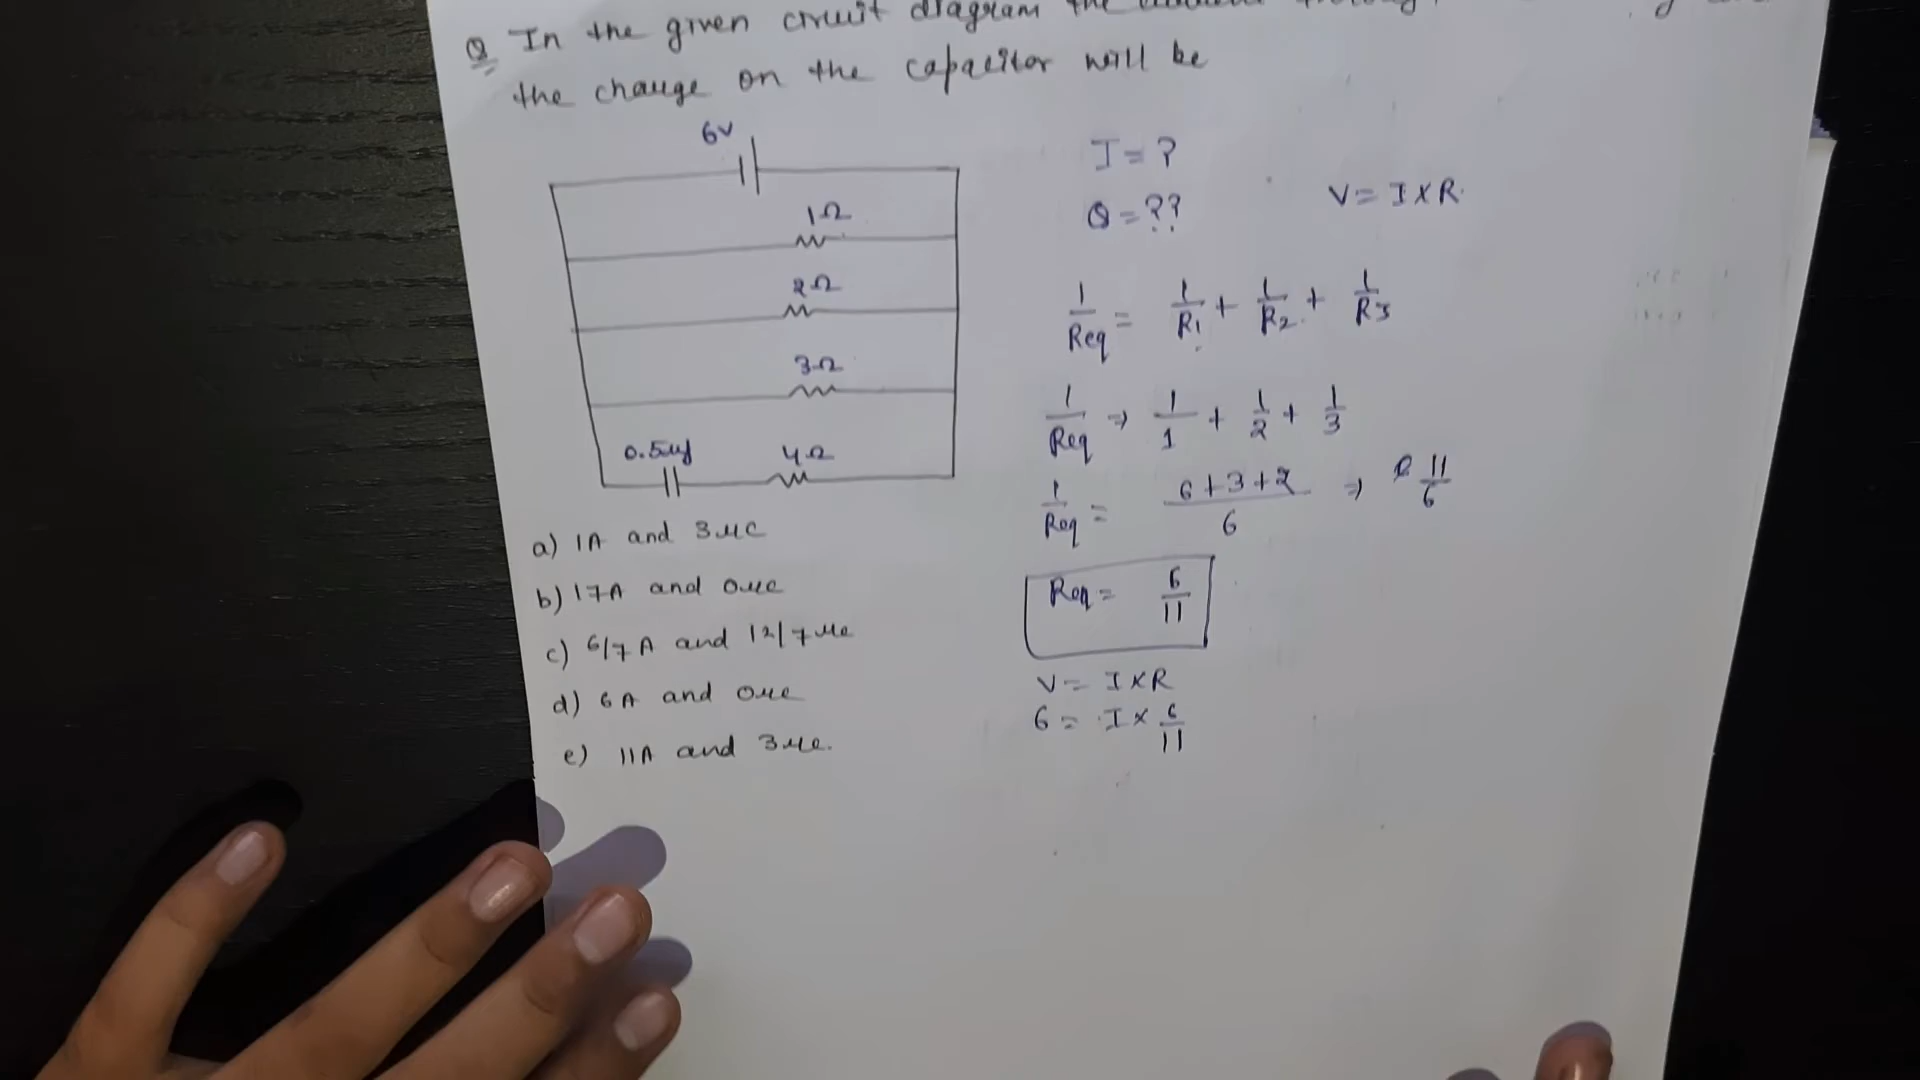 Q In the given circuit diagram the
the charge on the capacitor will be
6V
1Ω
2Ω
3Ω
0.5μf
4Ω
a) 1A and 3μC
b) 17A and 0μc
c) 6/7 A and 12/7 μc
d) 6A and 0μc
e) 11A and 3μc.
I = ?
Q = ??
V = I X R.
1/Req = 1/R1 + 1/R2 + 1/R3
1/Req ⇒ 1/1 + 1/2 + 1/3
1/Req = 6+3+2/6 ⇒ 11/6
Req = 6/11
V = I X R
6 = I X 6/11